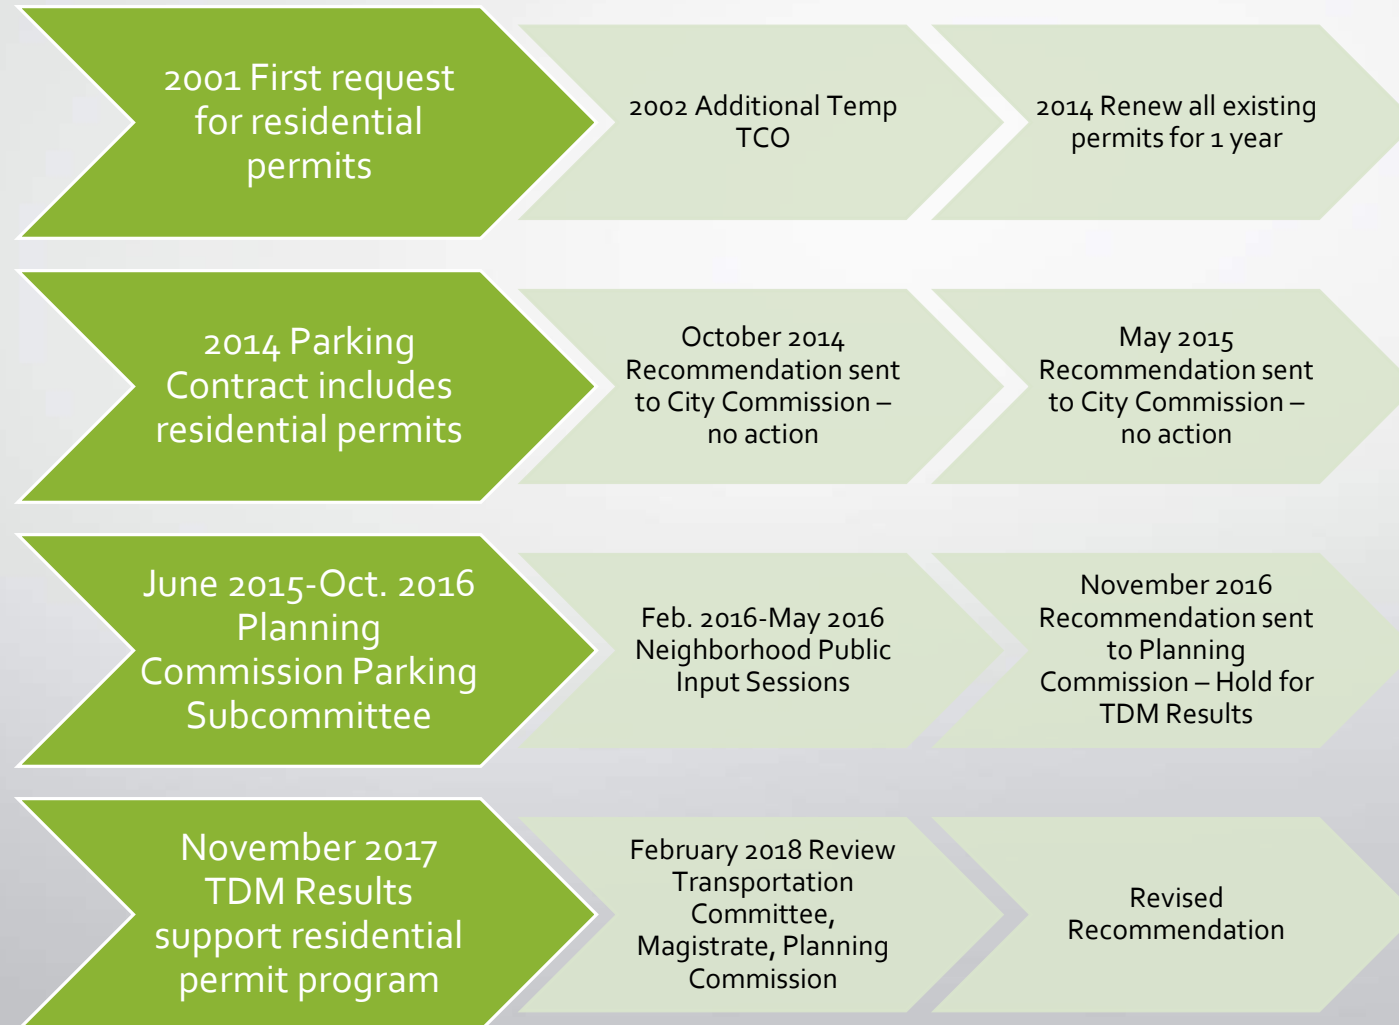 2001 First request
for residential
permits
2002 Additional Temp
TCO
2014 Renew all existing
permits for 1 year
2014 Parking
Contract includes
residential permits
October 2014
Recommendation sent
to City Commission –
no action
May 2015
Recommendation sent
to City Commission –
no action
June 2015-Oct. 2016
Planning
Commission Parking
Subcommittee
Feb. 2016-May 2016
Neighborhood Public
Input Sessions
November 2016
Recommendation sent
to Planning
Commission – Hold for
TDM Results
November 2017
TDM Results
support residential
permit program
February 2018 Review
Transportation
Committee,
Magistrate, Planning
Commission
Revised
Recommendation